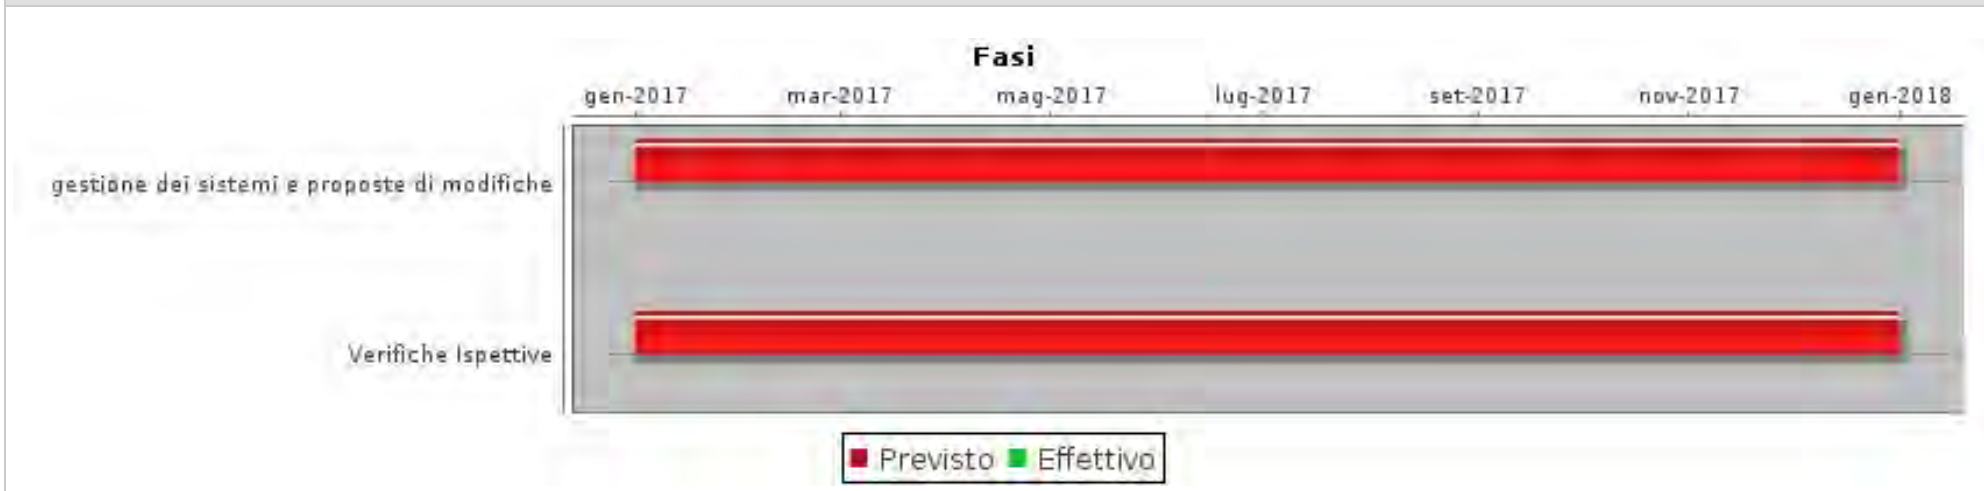 Fasi
gen-2017 mar-2017 mag-2017 lug-2017 set-2017 nov-2017 gen-2018
gestione dei sistemi e proposte di modifiche
Verifiche Ispettive
Previsto Effettivo